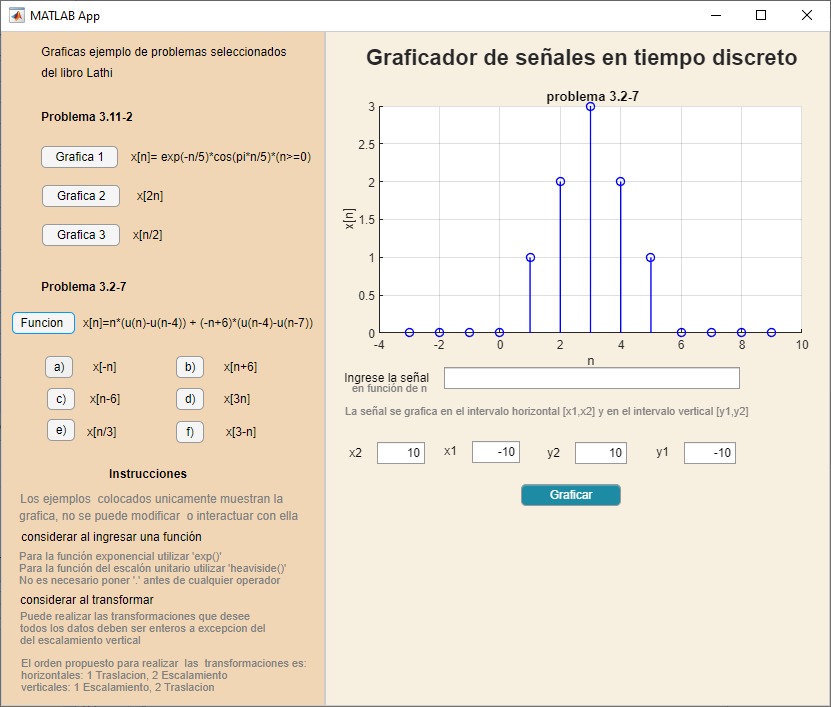 MATLAB App
Graficas ejemplo de problemas seleccionados
del libro Lathi
Problema 3.11-2
Grafica 1 x[n]= exp(-n/5)*cos(pi*n/5)*(n>=0)
Grafica 2 x[2n]
Grafica 3 x[n/2]
Problema 3.2-7
Funcion x[n]=n*(u(n)-u(n-4)) + (-n+6)*(u(n-4)-u(n-7))
a) x[-n] b) x[n+6]
c) x[n-6] d) x[3n]
e) x[n/3] f) x[3-n]
Instrucciones
Los ejemplos colocados unicamente muestran la
grafica, no se puede modificar o interactuar con ella
considerar al ingresar una función
Para la función exponencial utilizar 'exp()'
Para la función del escalón unitario utilizar 'heaviside()'
No es necesario poner '.' antes de cualquier operador
considerar al transformar
Puede realizar las transformaciones que desee
todos los datos deben ser enteros a excepcion del
del escalamiento vertical
El orden propuesto para realizar las transformaciones es:
horizontales: 1 Traslacion, 2 Escalamiento
verticales: 1 Escalamiento, 2 Traslacion
Graficador de señales en tiempo discreto
problema 3.2-7
3
2.5
2
1.5
1
0.5
0
x[n]
-4 -2 0 2 4 6 8 10
n
Ingrese la señal
en función de n
La señal se grafica en el intervalo horizontal [x1,x2] y en el intervalo vertical [y1,y2]
x2 10 x1 -10 y2 10 y1 -10
Graficar